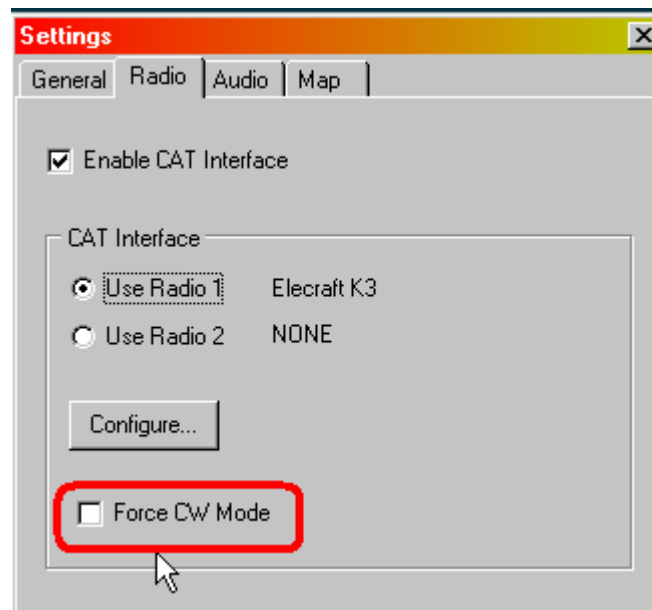 Settings
General Radio Audio Map
Enable CAT Interface
CAT Interface
Use Radio 1 Elecraft K3
Use Radio 2 NONE
Configure...
Force CW Mode